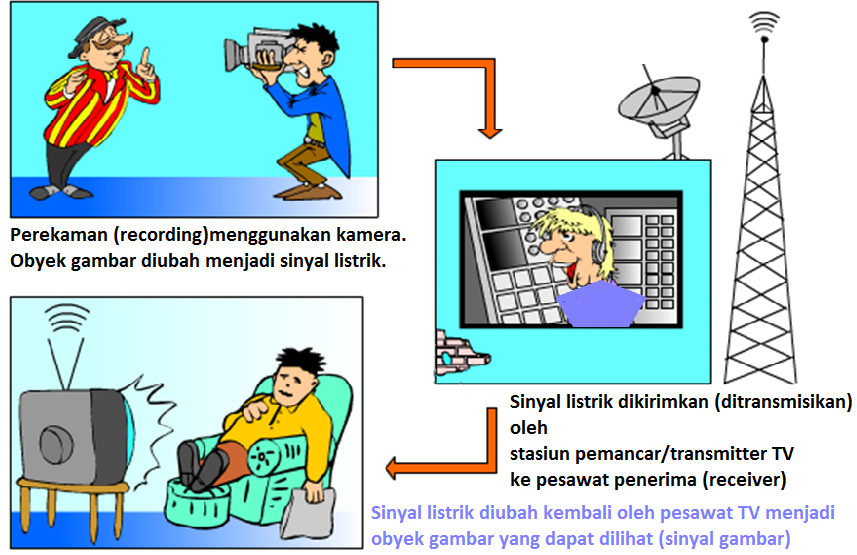 Perekaman (recording)menggunakan kamera.
Obyek gambar diubah menjadi sinyal listrik.
Sinyal listrik dikirimkan (ditransmisikan)
oleh
stasiun pemancar/transmitter TV
ke pesawat penerima (receiver)
Sinyal listrik diubah kembali oleh pesawat TV menjadi
obyek gambar yang dapat dilihat (sinyal gambar)